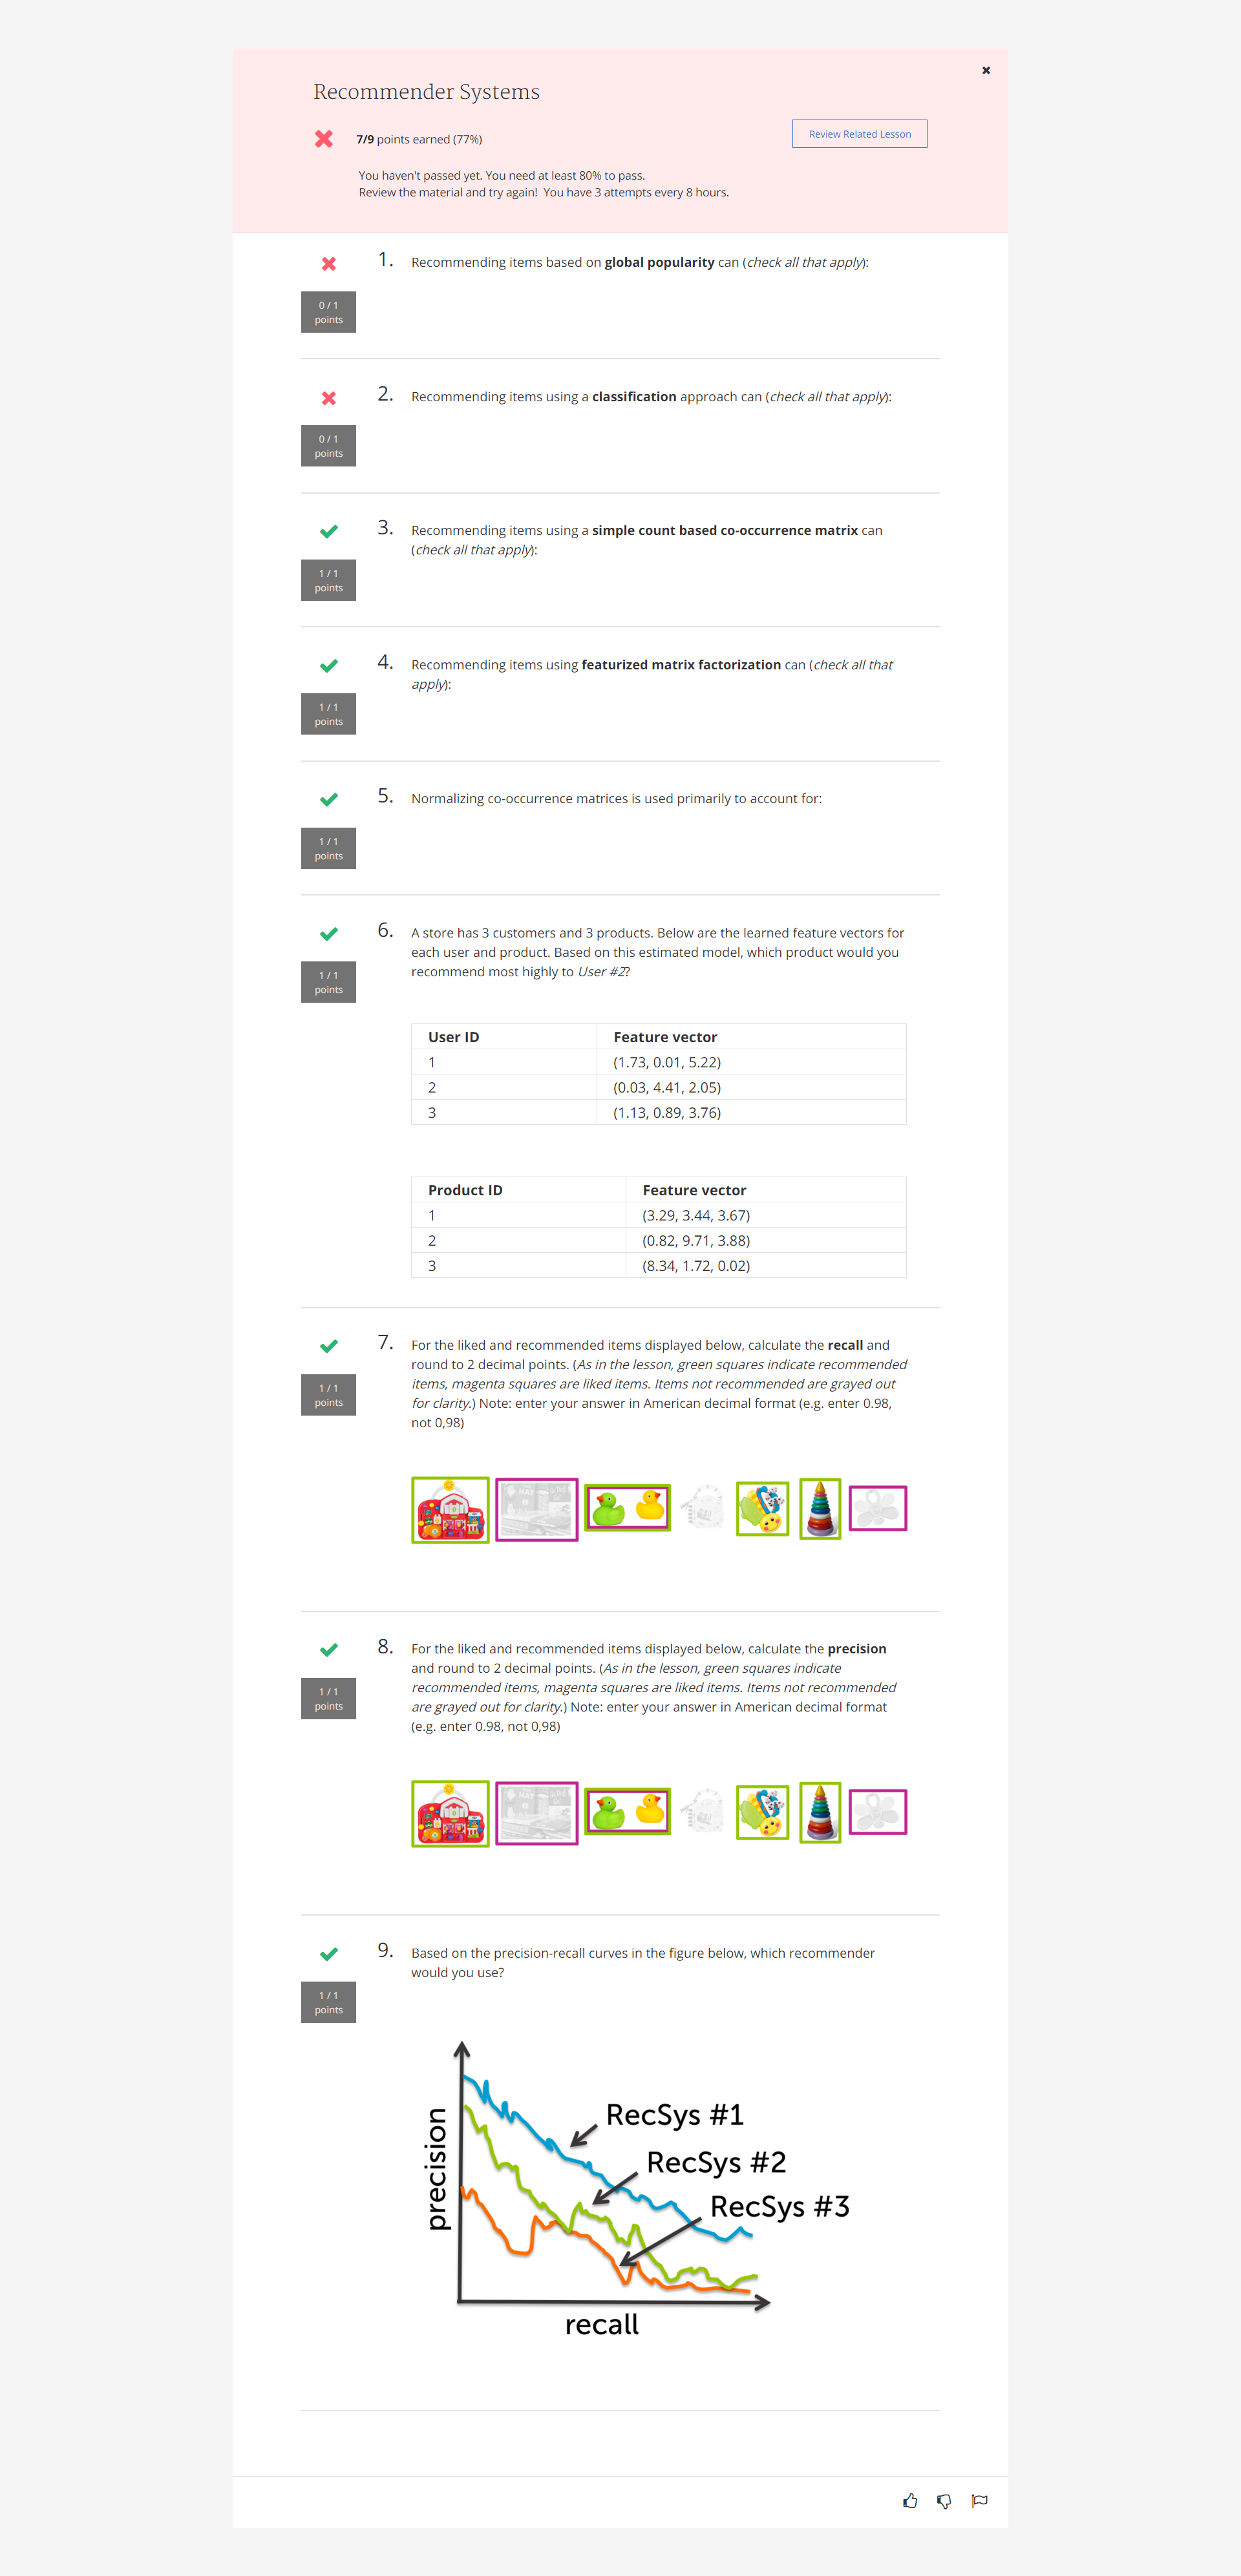 Recommender Systems
7/9 points earned (77%)
Review Related Lesson
You haven't passed yet. You need at least 80% to pass.
Review the material and try again! You have 3 attempts every 8 hours.
1. Recommending items based on global popularity can (check all that apply):
0 / 1
points
2. Recommending items using a classification approach can (check all that apply):
0 / 1
points
3. Recommending items using a simple count based co-occurrence matrix can
(check all that apply):
1 / 1
points
4. Recommending items using featurized matrix factorization can (check all that
apply):
1 / 1
points
5. Normalizing co-occurrence matrices is used primarily to account for:
1 / 1
points
6. A store has 3 customers and 3 products. Below are the learned feature vectors for
each user and product. Based on this estimated model, which product would you
recommend most highly to User #2?
1 / 1
points
User ID Feature vector
1 (1.73, 0.01, 5.22)
2 (0.03, 4.41, 2.05)
3 (1.13, 0.89, 3.76)
Product ID Feature vector
1 (3.29, 3.44, 3.67)
2 (0.82, 9.71, 3.88)
3 (8.34, 1.72, 0.02)
7. For the liked and recommended items displayed below, calculate the recall and
round to 2 decimal points. (As in the lesson, green squares indicate recommended
items, magenta squares are liked items. Items not recommended are grayed out
for clarity.) Note: enter your answer in American decimal format (e.g. enter 0.98,
not 0,98)
1 / 1
points
8. For the liked and recommended items displayed below, calculate the precision
and round to 2 decimal points. (As in the lesson, green squares indicate
recommended items, magenta squares are liked items. Items not recommended
are grayed out for clarity.) Note: enter your answer in American decimal format
(e.g. enter 0.98, not 0,98)
1 / 1
points
9. Based on the precision-recall curves in the figure below, which recommender
would you use?
1 / 1
points
precision
RecSys #1
RecSys #2
RecSys #3
recall